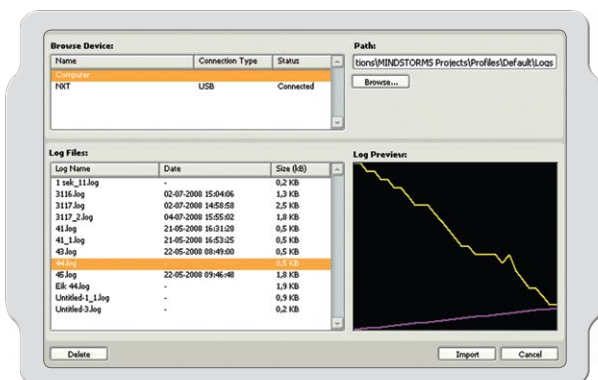 Browse Device:
Name Connection Type Status
Computer
NXT USB Connected
Path:
tions\MINDSTORMS Projects\Profiles\Default\Logs
Browse...
Log Files:
Log Name Date Size (kB)
1 sek_11.log - 0,2 KB
3116.log 02-07-2008 15:04:06 1,3 KB
3117.log 02-07-2008 14:58:58 2,5 KB
3117_2.log 04-07-2008 15:55:02 1,8 KB
41.log 21-05-2008 16:31:28 0,5 KB
41_1.log 21-05-2008 16:53:25 0,5 KB
43.log 22-05-2008 08:49:00 0,5 KB
44.log - 0,5 KB
45.log 22-05-2008 09:46:48 1,8 KB
Eik 44.log - 1,9 KB
Untitled-1_1.log - 0,9 KB
Untitled-3.log - 0,2 KB
Log Preview:
Delete
Import
Cancel